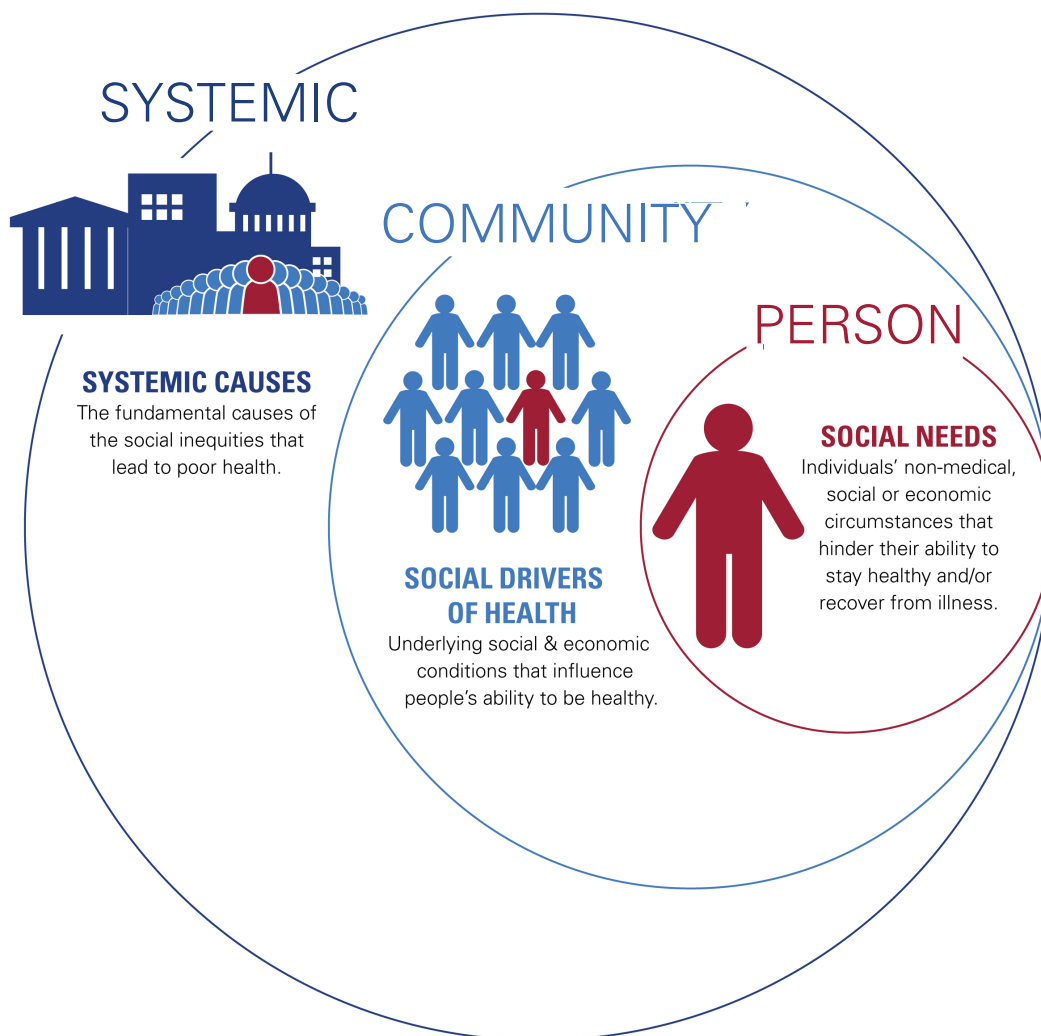 SYSTEMIC
SYSTEMIC CAUSES
The fundamental causes of
the social inequities that
lead to poor health.
COMMUNITY
SOCIAL DRIVERS
OF HEALTH
Underlying social & economic
conditions that influence
people’s ability to be healthy.
PERSON
SOCIAL NEEDS
Individuals’ non-medical,
social or economic
circumstances that
hinder their ability to
stay healthy and/or
recover from illness.